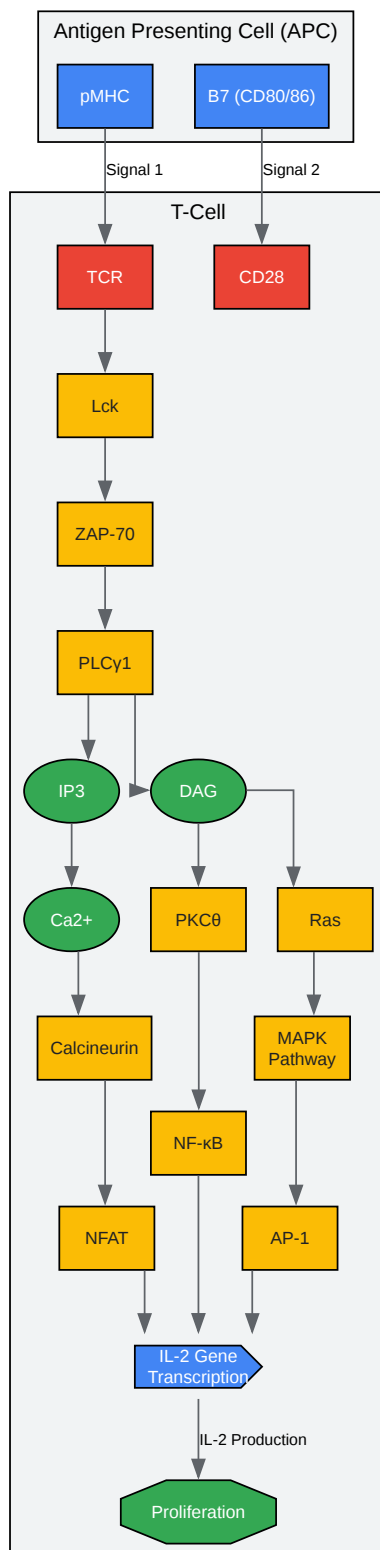 Antigen Presenting Cell (APC)
pMHC
B7 (CD80/86)
Signal 1
Signal 2
T-Cell
TCR
CD28
Lck
ZAP-70
PLCγ1
IP3
DAG
Ca2+
PKCθ
Ras
Calcineurin
MAPK
Pathway
NF-κB
NFAT
AP-1
IL-2 Gene
Transcription
IL-2 Production
Proliferation